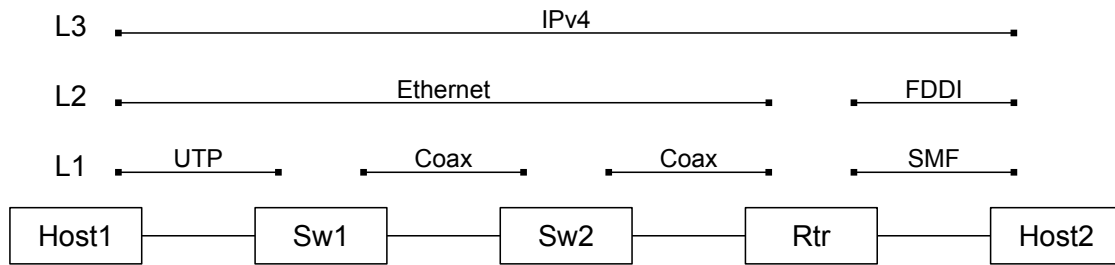 L3 IPv4
L2 Ethernet FDDI
L1 UTP Coax Coax SMF
Host1 Sw1 Sw2 Rtr Host2